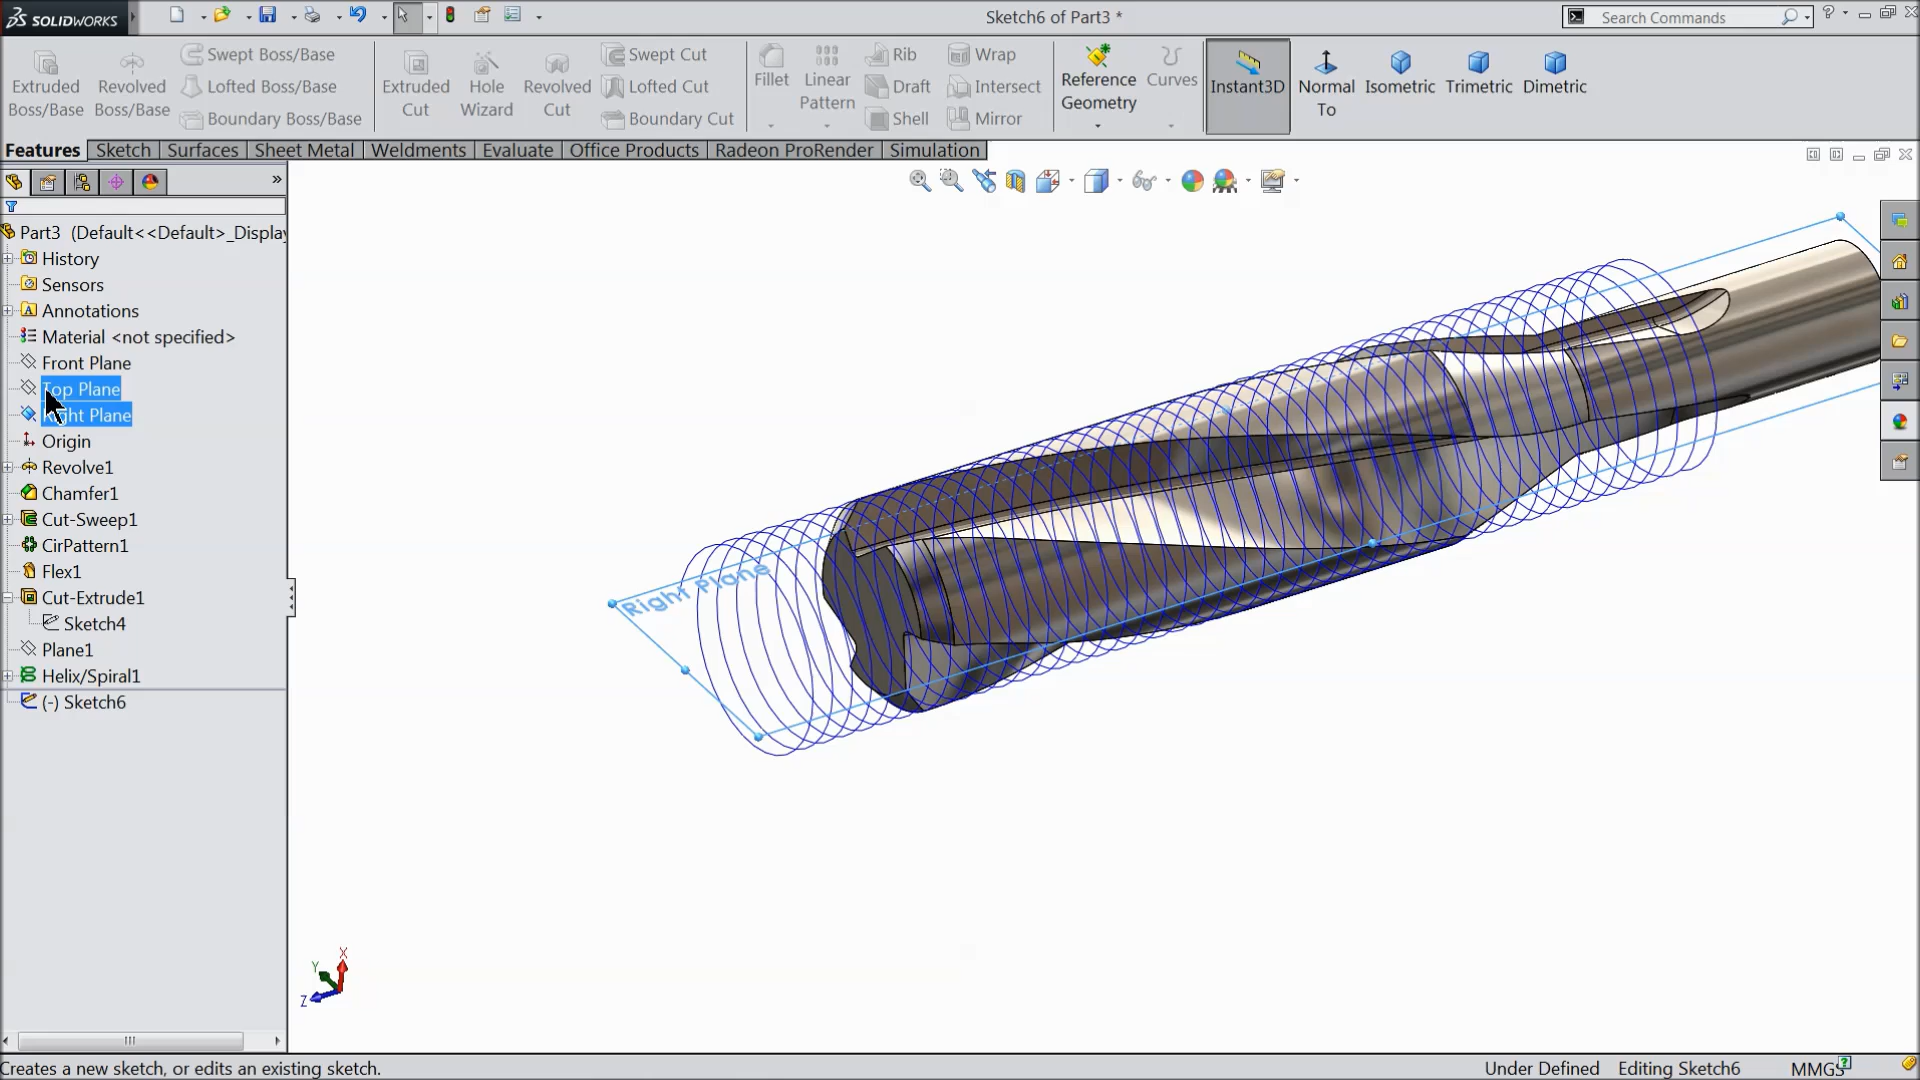 SOLIDWORKS
Sketch6 of Part3 *
Search Commands
Extruded Boss/Base
Revolved Boss/Base
Swept Boss/Base
Lofted Boss/Base
Boundary Boss/Base
Extruded Cut
Hole Wizard
Revolved Cut
Swept Cut
Lofted Cut
Boundary Cut
Fillet
Linear Pattern
Rib
Draft
Shell
Wrap
Intersect
Mirror
Reference Geometry
Curves
Instant3D
Normal To
Isometric
Trimetric
Dimetric
Features Sketch Surfaces Sheet Metal Weldments Evaluate Office Products Radeon ProRender Simulation
Part3 (Default<<Default>_Displa
History
Sensors
Annotations
Material <not specified>
Front Plane
Top Plane
Right Plane
Origin
Revolve1
Chamfer1
Cut-Sweep1
CirPattern1
Flex1
Cut-Extrude1
Sketch4
Plane1
Helix/Spiral1
(-) Sketch6
Right Plane
X
Y
Z
Creates a new sketch, or edits an existing sketch.
Under Defined Editing Sketch6 MMGS